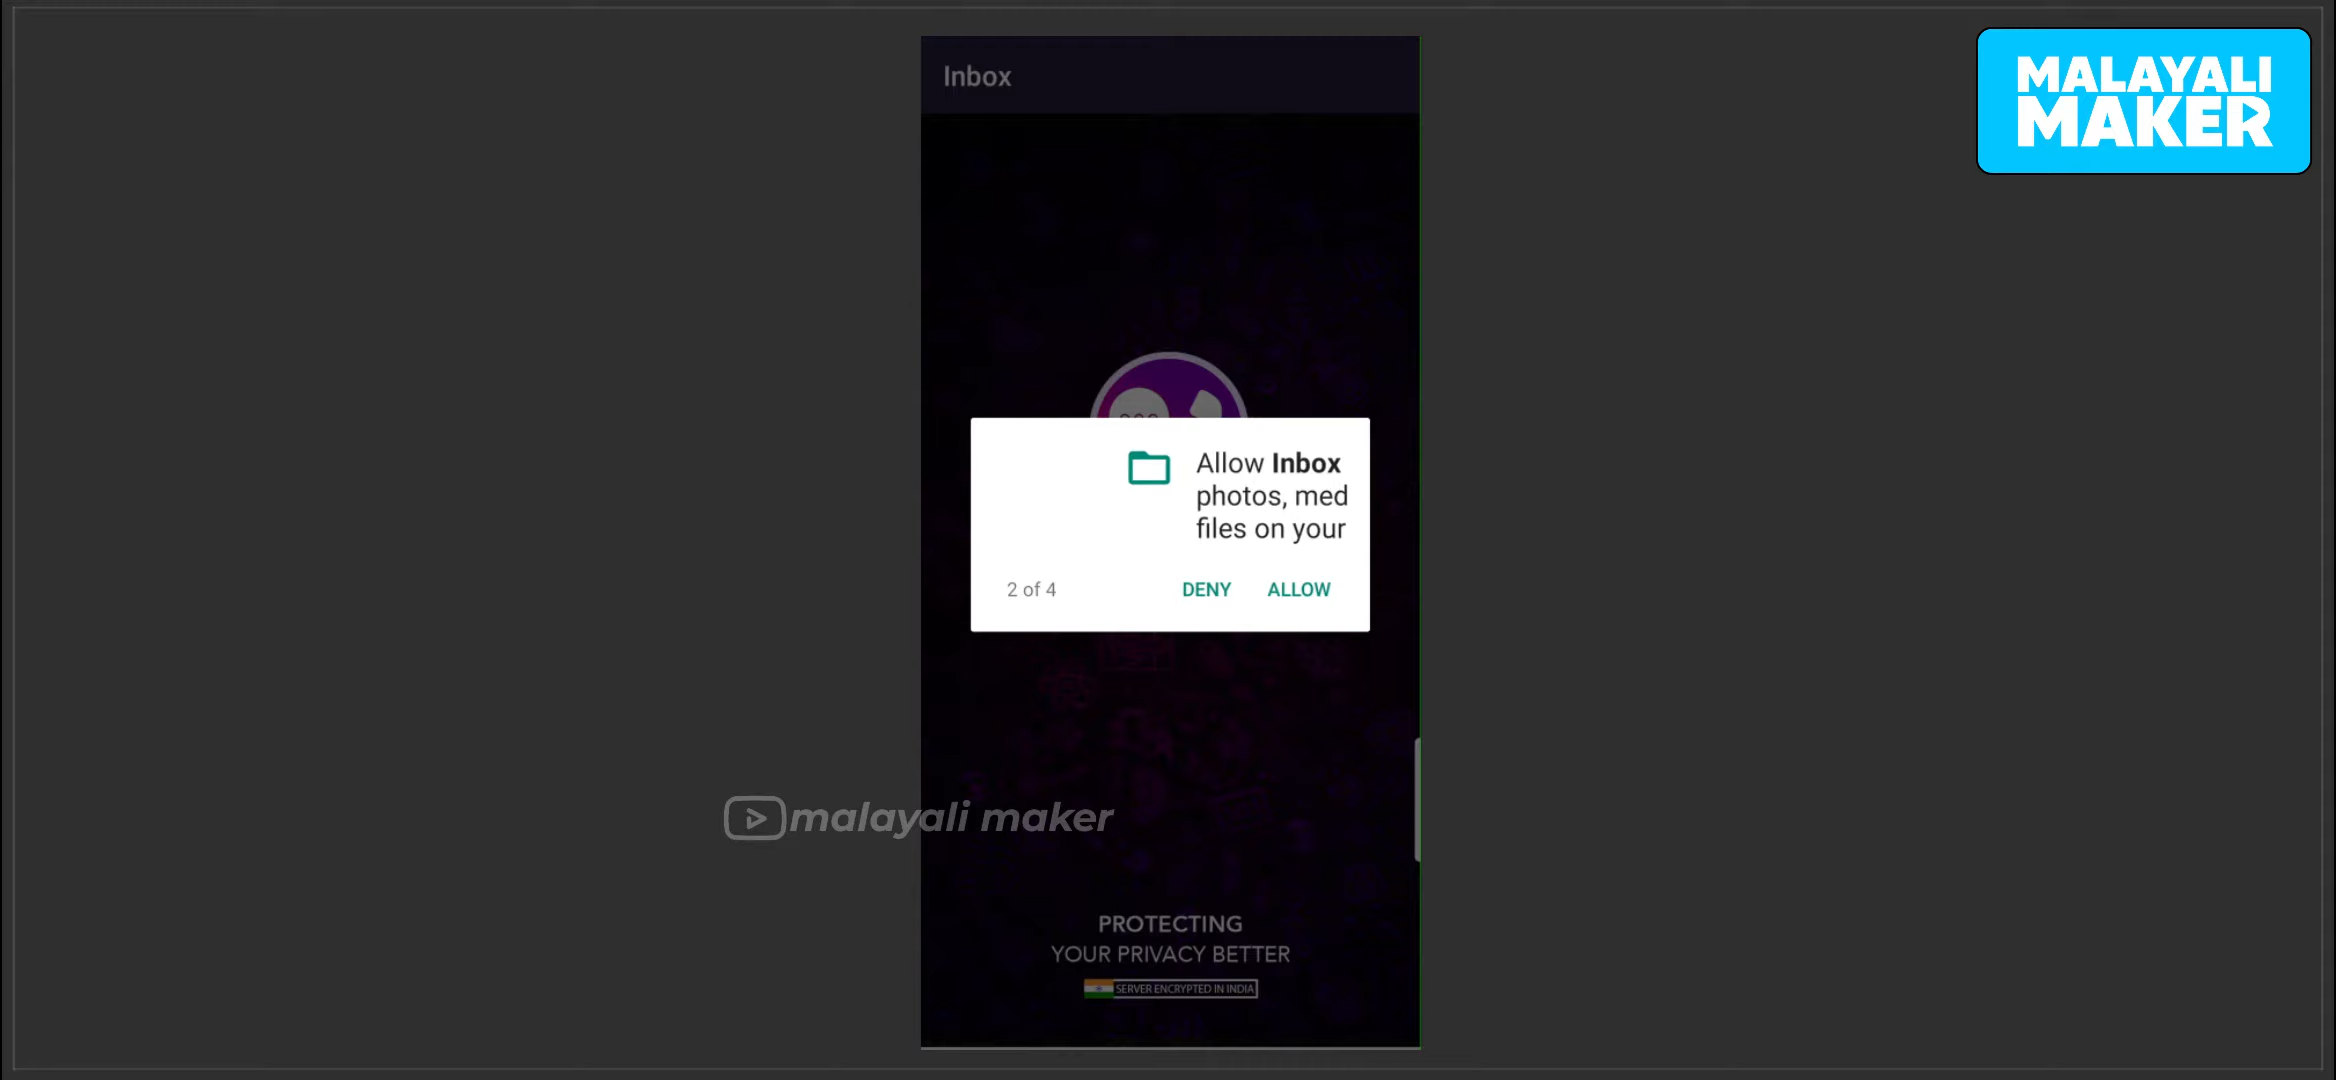 Inbox
MALAYALI
MAKER
Allow Inbox
photos, med
files on your
2 of 4
DENY
ALLOW
malayali maker
PROTECTING
YOUR PRIVACY BETTER
SERVER ENCRYPTED IN INDIA